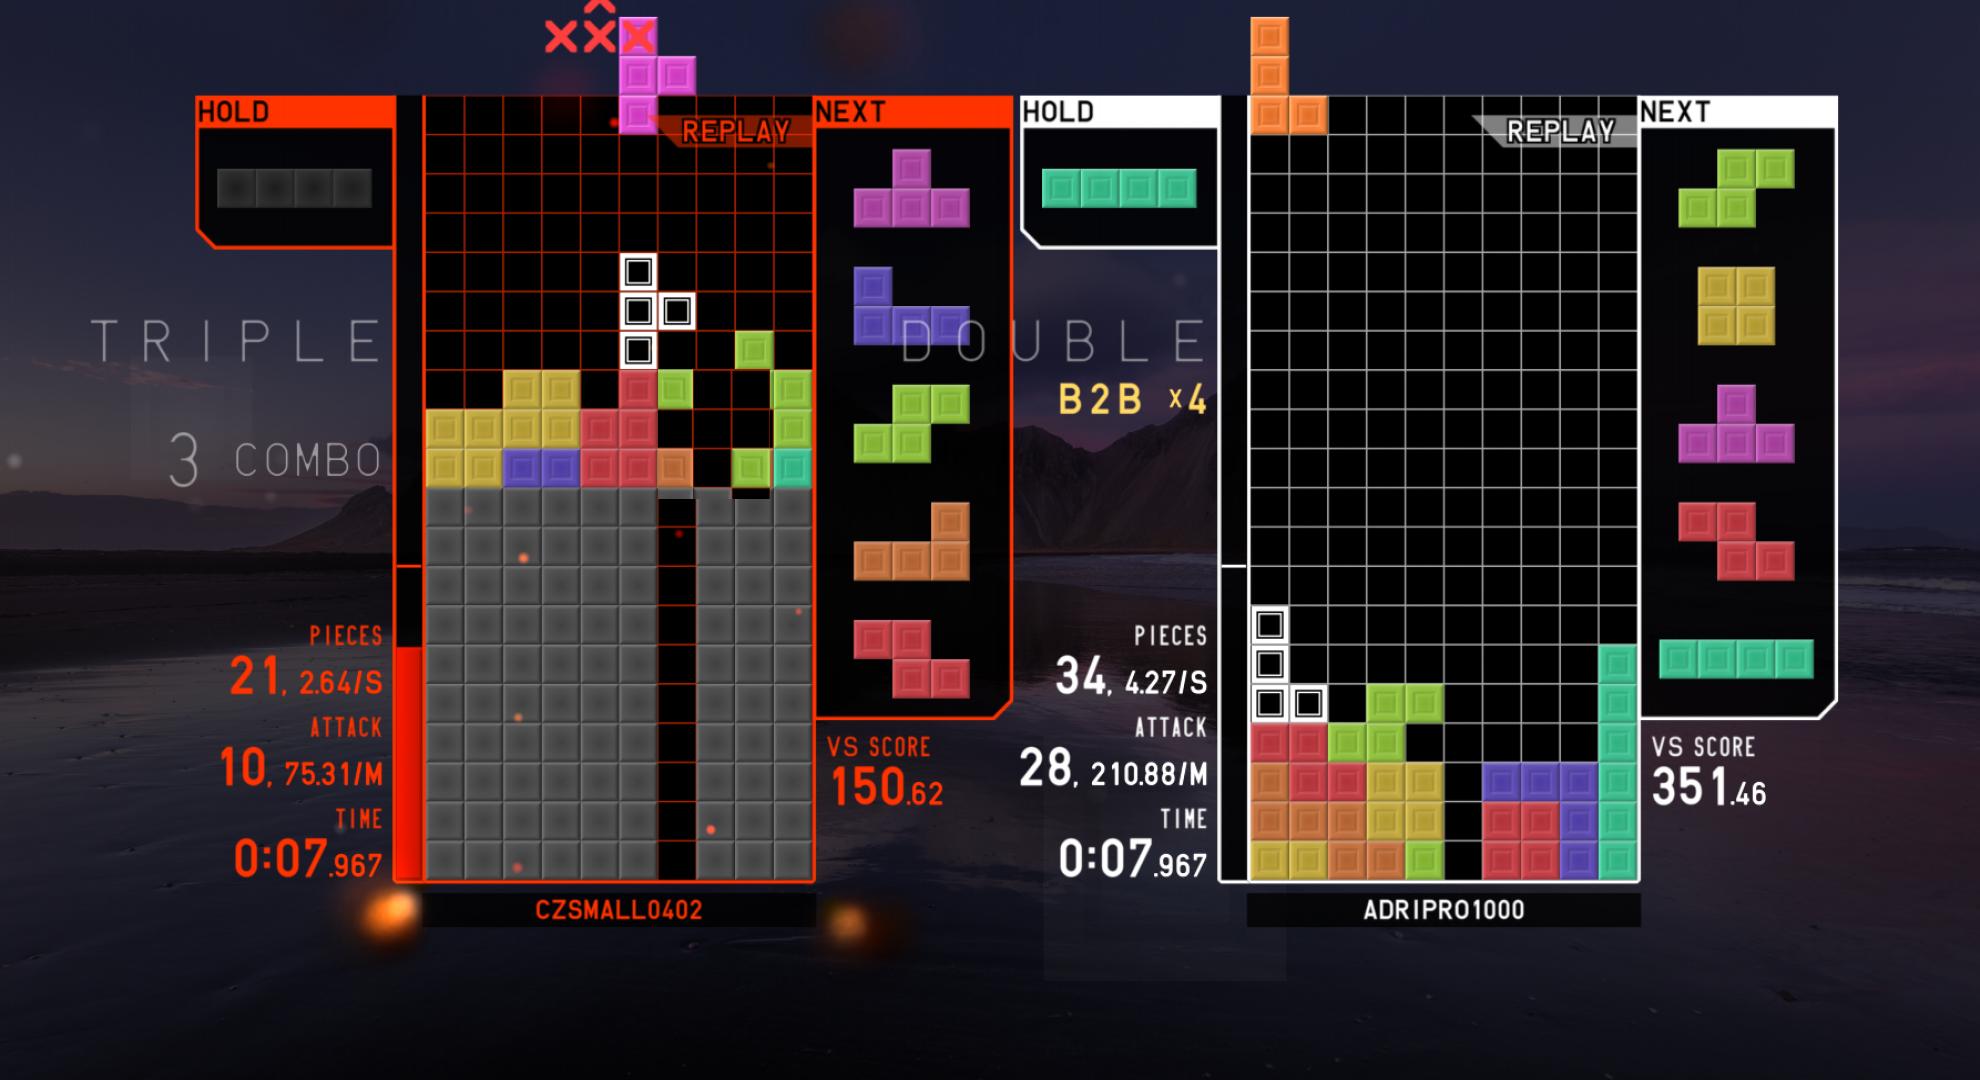 HOLD
NEXT
REPLAY
TRIPLE
3 COMBO
PIECES
21, 2.64/S
ATTACK
10, 75.31/M
TIME
0:07.967
VS SCORE
150.62
CZSMALL0402
HOLD
NEXT
REPLAY
DOUBLE
B2B x4
PIECES
34, 4.27/S
ATTACK
28, 210.88/M
TIME
0:07.967
VS SCORE
351.46
ADRIPRO1000